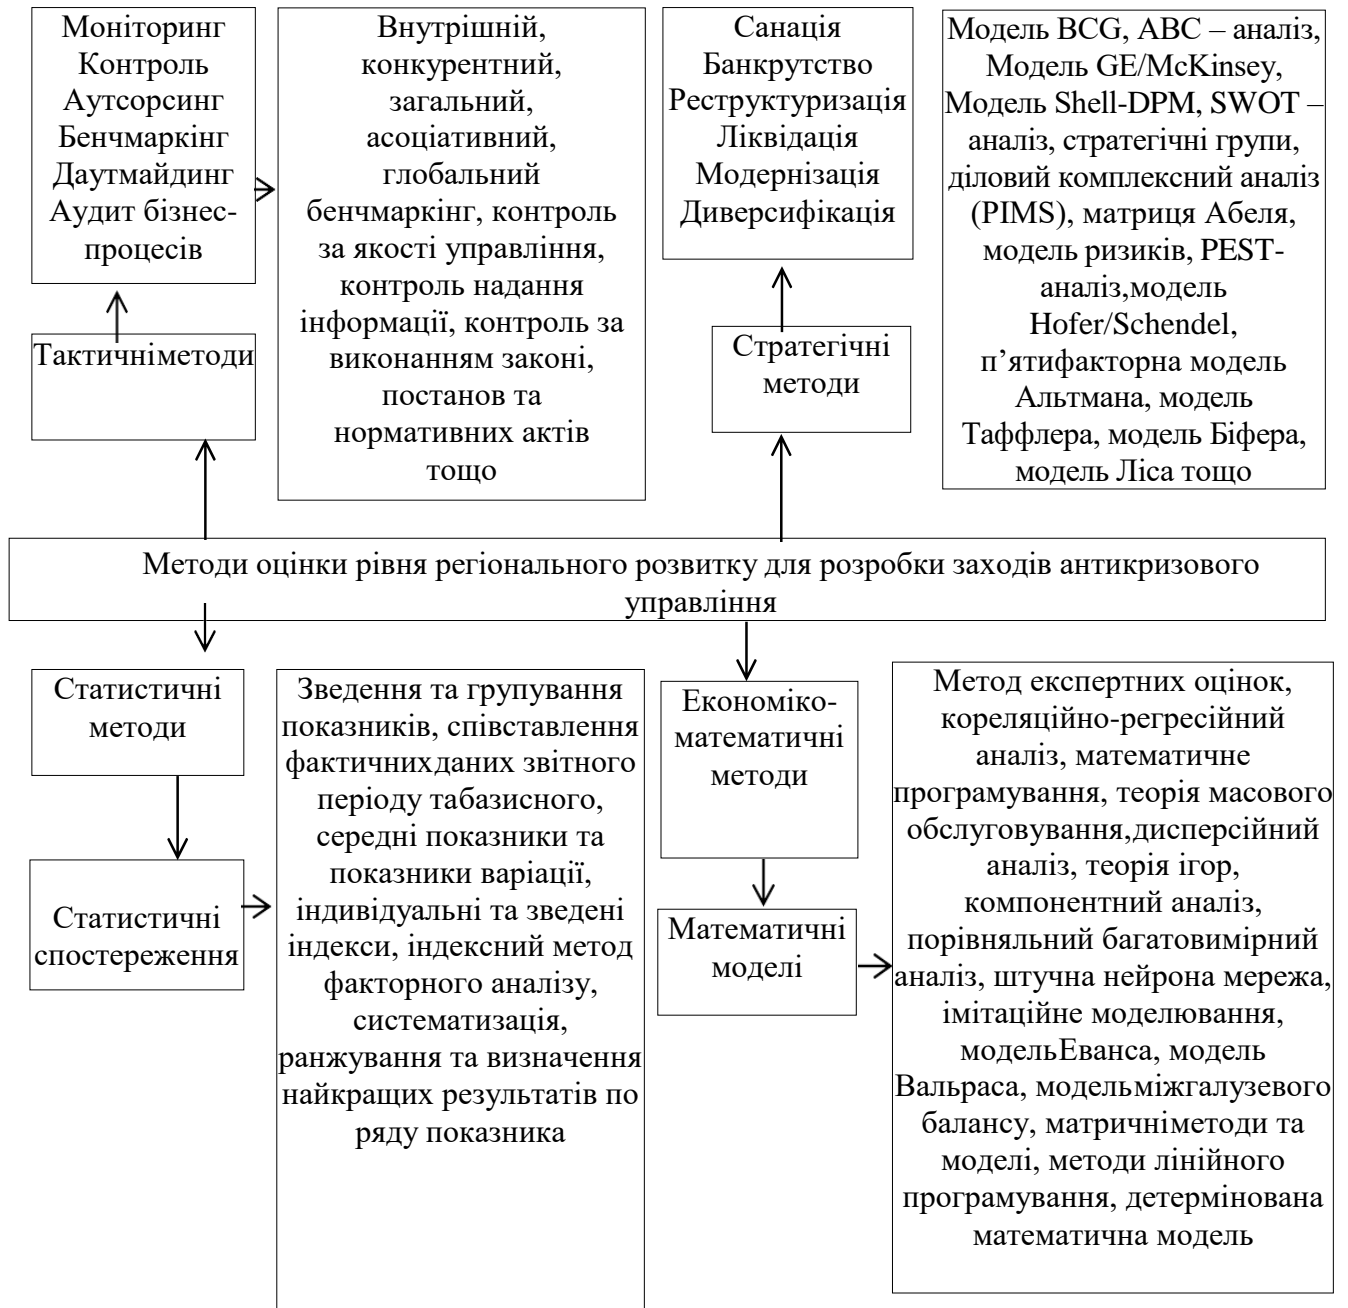 Моніторинг
Контроль
Аутсорсинг
Бенчмаркінг
Даутмайдинг
Аудит бізнес-
процесів
Внутрішній,
конкурентний,
загальний,
асоціативний,
глобальний
бенчмаркінг, контроль
за якості управління,
контроль надання
інформації, контроль за
виконанням законі,
постанов та
нормативних актів
тощо
Санація
Банкрутство
Реструктуризація
Ліквідація
Модернізація
Диверсифікація
Модель BCG, ABC – аналіз,
Модель GE/McKinsey,
Модель Shell-DPM, SWOT –
аналіз, стратегічні групи,
діловий комплексний аналіз
(PIMS), матриця Абеля,
модель ризиків, PEST-
аналіз,модель
Hofer/Schendel,
п’ятифакторна модель
Альтмана, модель
Таффлера, модель Біфера,
модель Ліса тощо
Тактичніметоди
Стратегічні
методи
Методи оцінки рівня регіонального розвитку для розробки заходів антикризового
управління
Статистичні
методи
Статистичні
спостереження
Зведення та групування
показників, співставлення
фактичнихданих звітного
періоду табазисного,
середні показники та
показники варіації,
індивідуальні та зведені
індекси, індексний метод
факторного аналізу,
систематизація,
ранжування та визначення
найкращих результатів по
ряду показника
Економіко-
математичні
методи
Математичні
моделі
Метод експертних оцінок,
кореляційно-регресійний
аналіз, математичне
програмування, теорія масового
обслуговування,дисперсійний
аналіз, теорія ігор,
компонентний аналіз,
порівняльний багатовимірний
аналіз, штучна нейрона мережа,
імітаційне моделювання,
модельЕванса, модель
Вальраса, модельміжгалузевого
балансу, матричніметоди та
моделі, методи лінійного
програмування, детермінована
математична модель